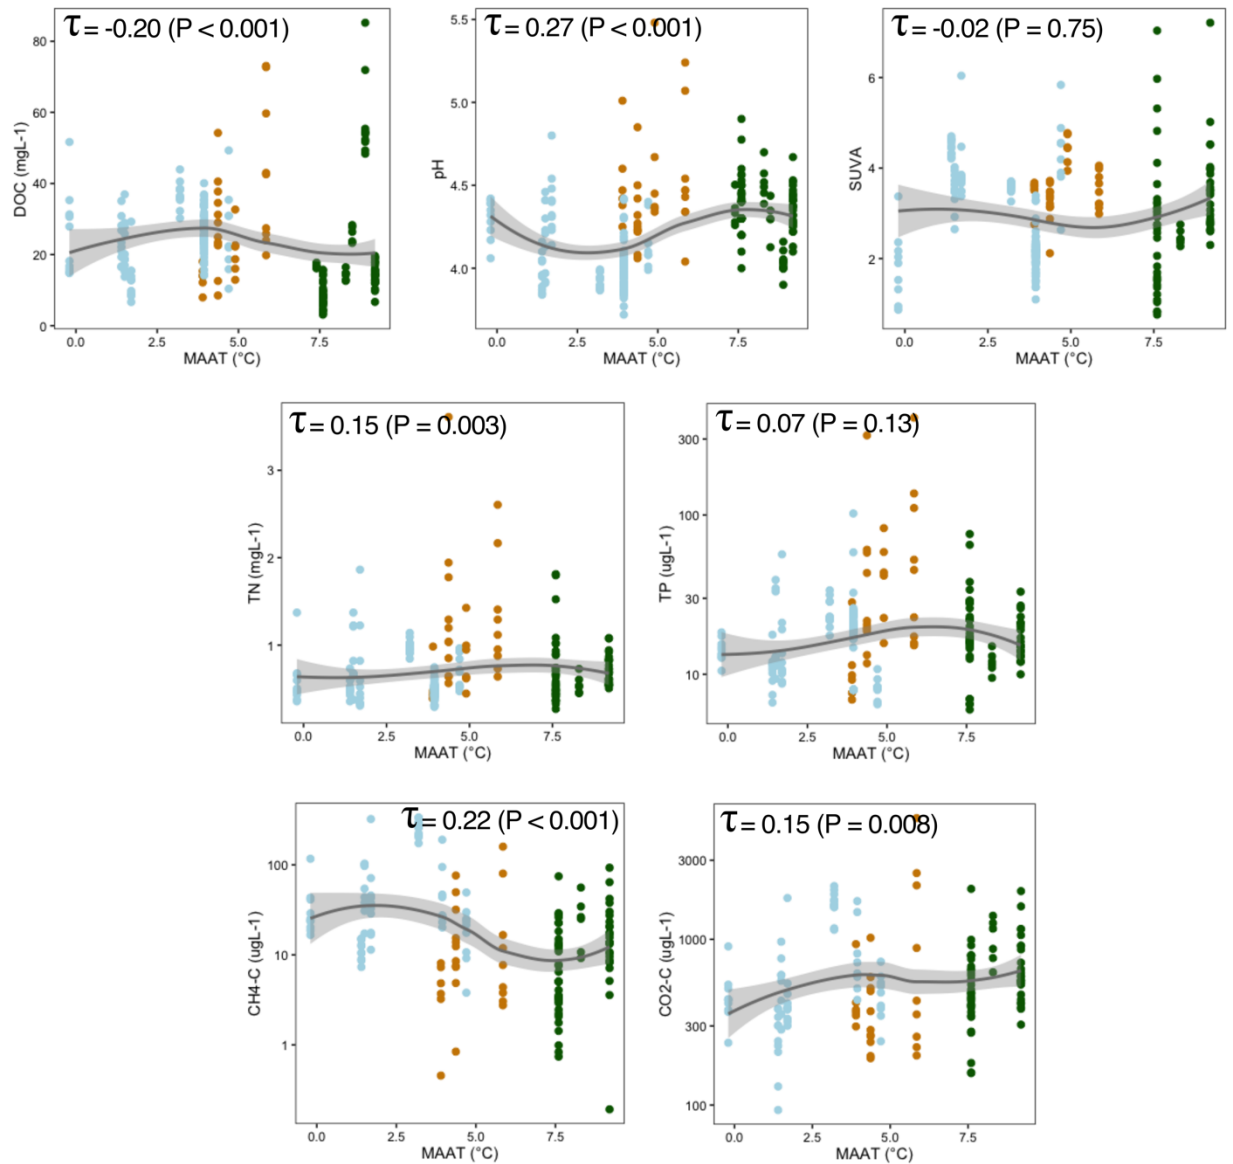 τ = -0.20 (P < 0.001)
DOC (mgL-1)
80
60
40
20
0
0.0 2.5 5.0 7.5
MAAT (°C)
τ = 0.27 (P < 0.001)
pH
5.5
5.0
4.5
4.0
0.0 2.5 5.0 7.5
MAAT (°C)
τ = -0.02 (P = 0.75)
SUVA
6
4
2
0.0 2.5 5.0 7.5
MAAT (°C)
τ = 0.15 (P = 0.003)
TN (mgL-1)
3
2
1
0.0 2.5 5.0 7.5
MAAT (°C)
τ = 0.07 (P = 0.13)
TP (ugL-1)
300
100
30
10
0.0 2.5 5.0 7.5
MAAT (°C)
τ = 0.22 (P < 0.001)
CH4-C (ugL-1)
100
10
1
0.0 2.5 5.0 7.5
MAAT (°C)
τ = 0.15 (P = 0.008)
CO2-C (ugL-1)
3000
1000
300
100
0.0 2.5 5.0 7.5
MAAT (°C)